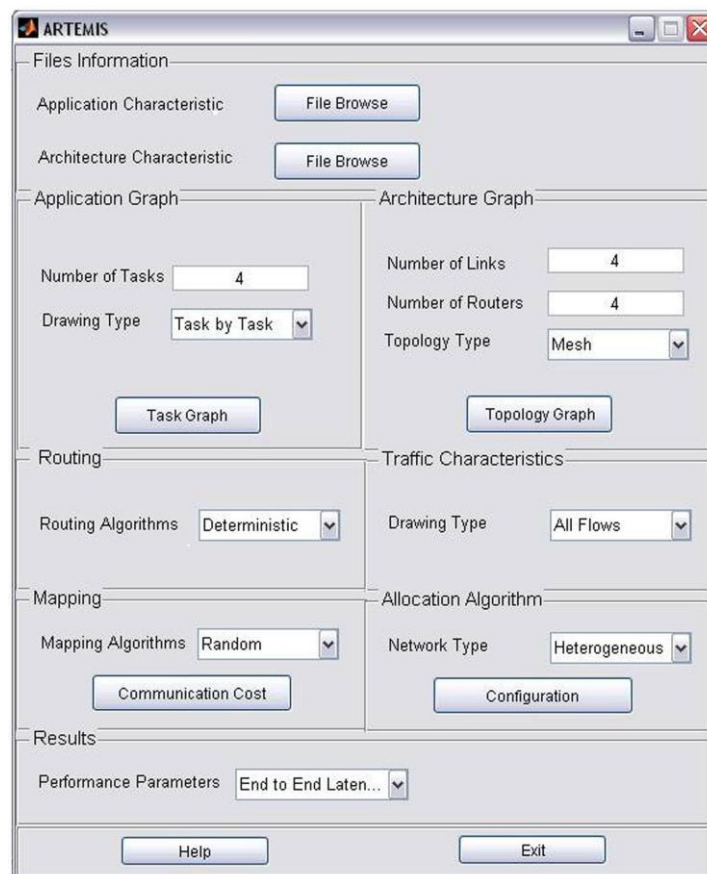 ARTEMIS
Files Information
Application Characteristic
File Browse
Architecture Characteristic
File Browse
Application Graph
Number of Tasks
4
Drawing Type
Task by Task
Task Graph
Architecture Graph
Number of Links
4
Number of Routers
4
Topology Type
Mesh
Topology Graph
Routing
Routing Algorithms
Deterministic
Traffic Characteristics
Drawing Type
All Flows
Mapping
Mapping Algorithms
Random
Communication Cost
Allocation Algorithm
Network Type
Heterogeneous
Configuration
Results
Performance Parameters
End to End Laten...
Help
Exit